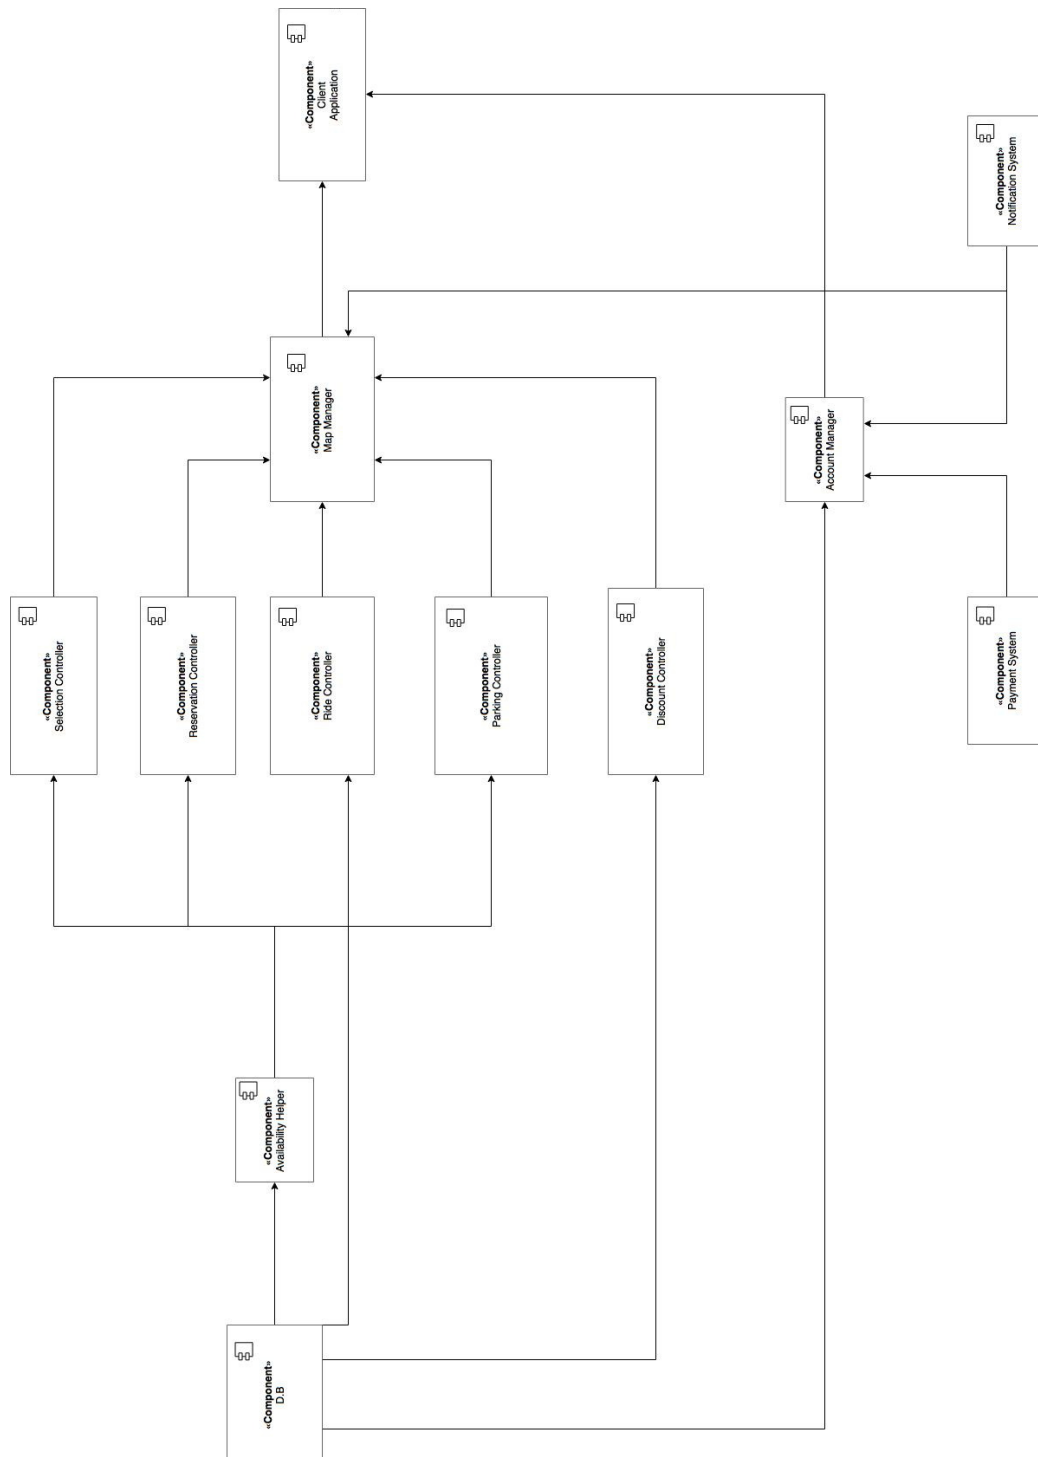 «Component»
Client
Application
«Component»
Notification System
«Component»
Map Manager
«Component»
Account Manager
«Component»
Selection Controller
«Component»
Reservation Controller
«Component»
Ride Controller
«Component»
Parking Controller
«Component»
Discount Controller
«Component»
Payment System
«Component»
Availability Helper
«Component»
D.B